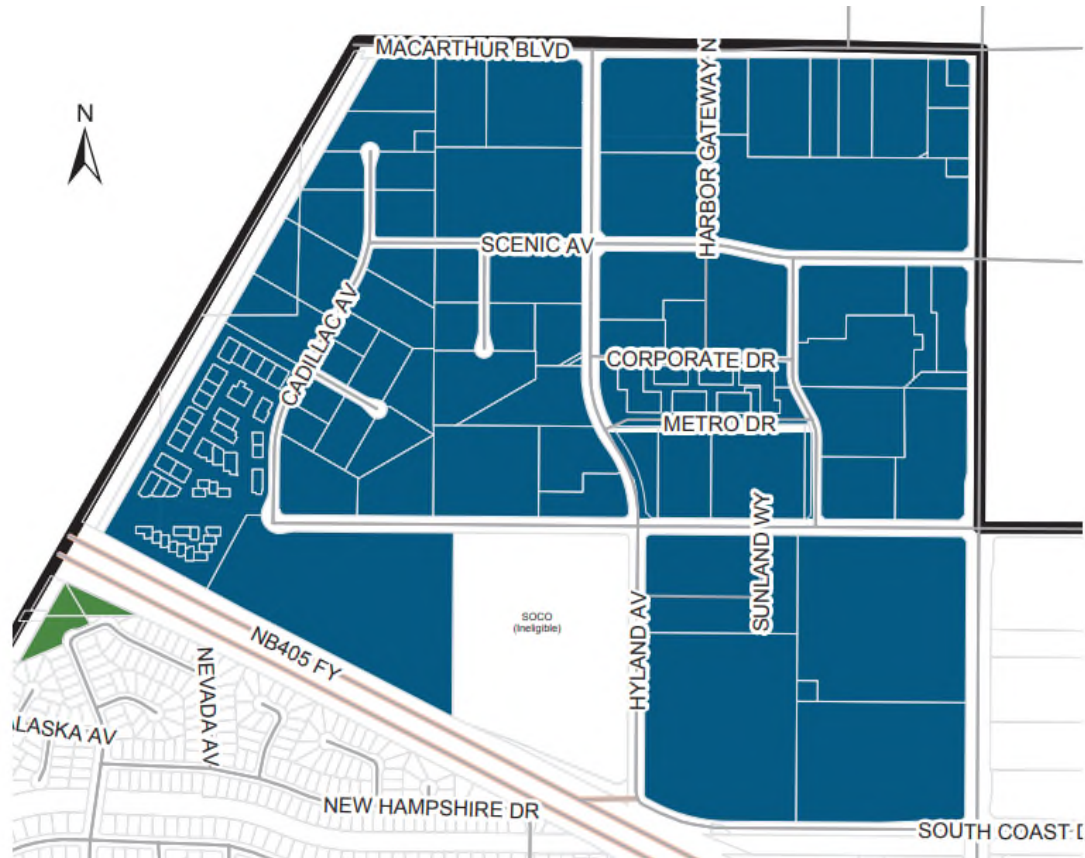 MACARTHUR BLVD
N
HARBOR GATEWAY N
SCENIC AV
CADILLAC AV
CORPORATE DR
METRO DR
SUNLAND WY
SOCO
(Ineligible)
HYLAND AV
NB405 FY
NEVADA AV
ALASKA AV
NEW HAMPSHIRE DR
SOUTH COAST D